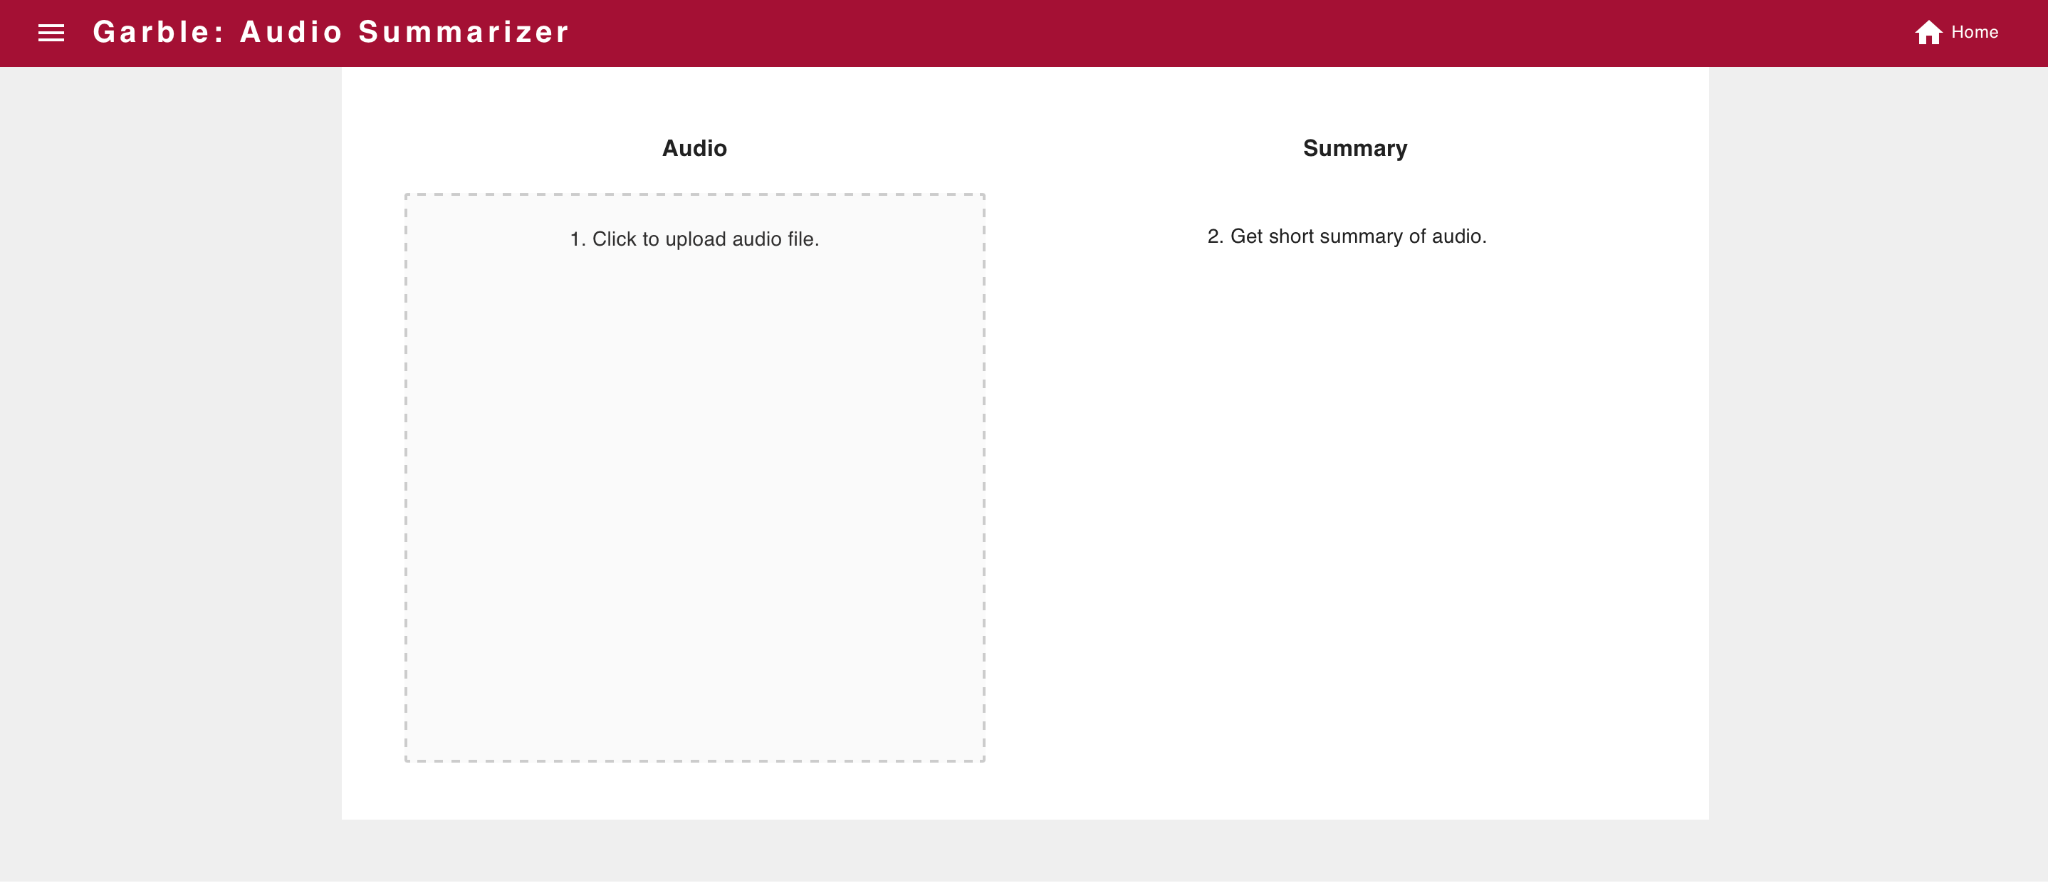 Garble: Audio Summarizer
Home
Audio
Summary
1. Click to upload audio file.
2. Get short summary of audio.